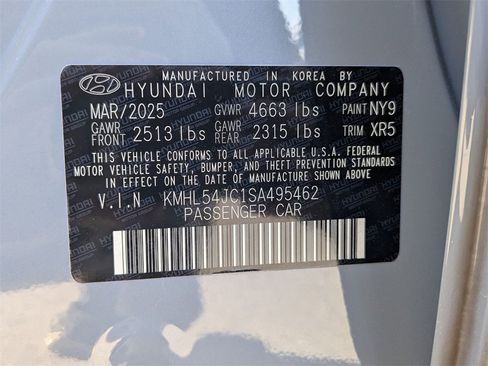 MANUFACTURED IN KOREA BY
HYUNDAI MOTOR COMPANY
MAR/2025 GVWR 4663 lbs PAINT NY9
GAWR FRONT 2513 lbs GAWR REAR 2315 lbs TRIM XR5
THIS VEHICLE CONFORMS TO ALL APPLICABLE U.S.A. FEDERAL
MOTOR VEHICLE SAFETY, BUMPER, AND THEFT PREVENTION STANDARDS
IN EFFECT ON THE DATE OF MANUFACTURE SHOWN ABOVE.
V.I.N KMHL54JC1SA495462
PASSENGER CAR